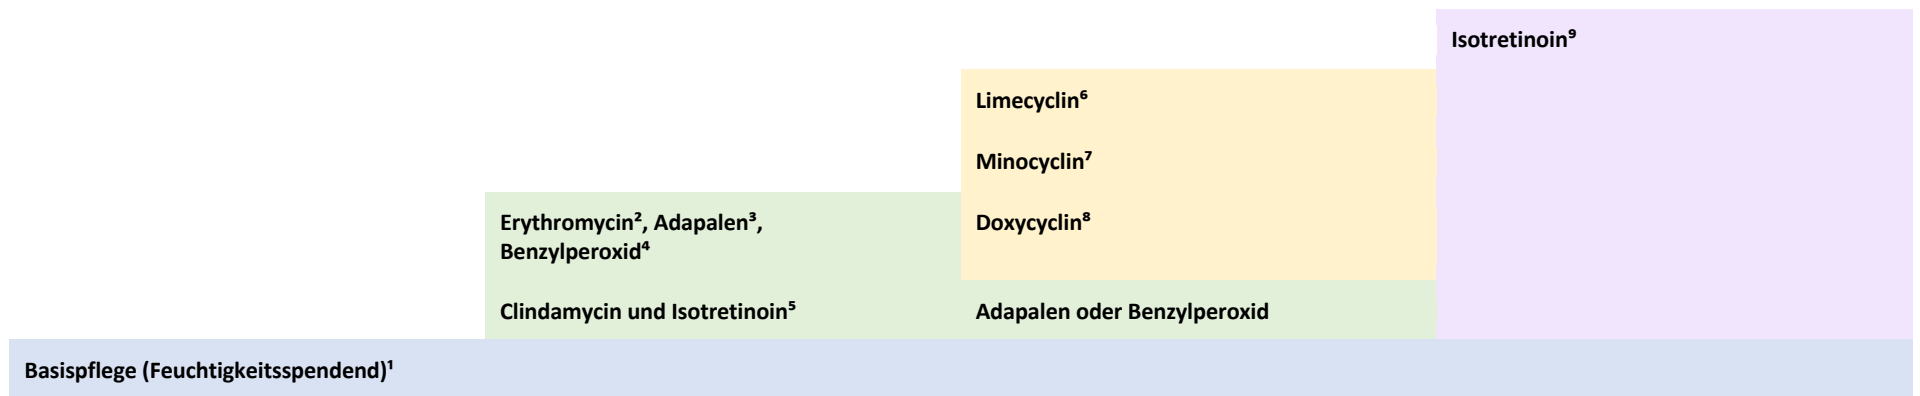 Isotretinoin⁹
Limecyclin⁶
Minocyclin⁷
Erythromycin², Adapalen³,
Benzylperoxid⁴
Doxycyclin⁸
Clindamycin und Isotretinoin⁵
Adapalen oder Benzylperoxid
Basispflege (Feuchtigkeitsspendend)¹